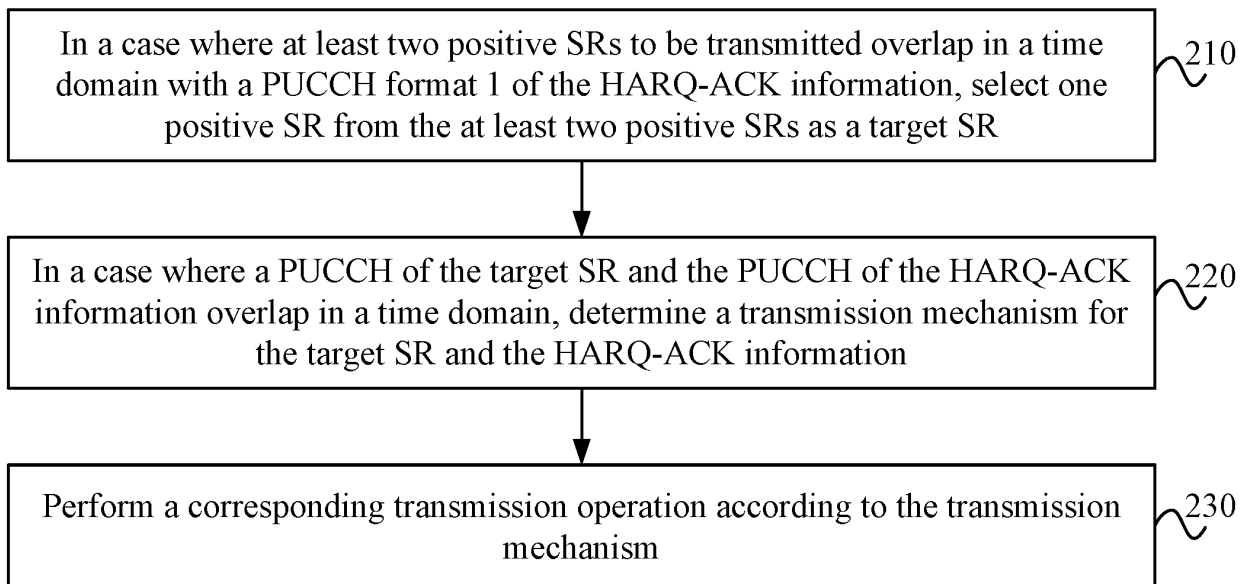 In a case where at least two positive SRs to be transmitted overlap in a time
domain with a PUCCH format 1 of the HARQ-ACK information, select one
positive SR from the at least two positive SRs as a target SR
210
In a case where a PUCCH of the target SR and the PUCCH of the HARQ-ACK
information overlap in a time domain, determine a transmission mechanism for
the target SR and the HARQ-ACK information
220
Perform a corresponding transmission operation according to the transmission
mechanism
230